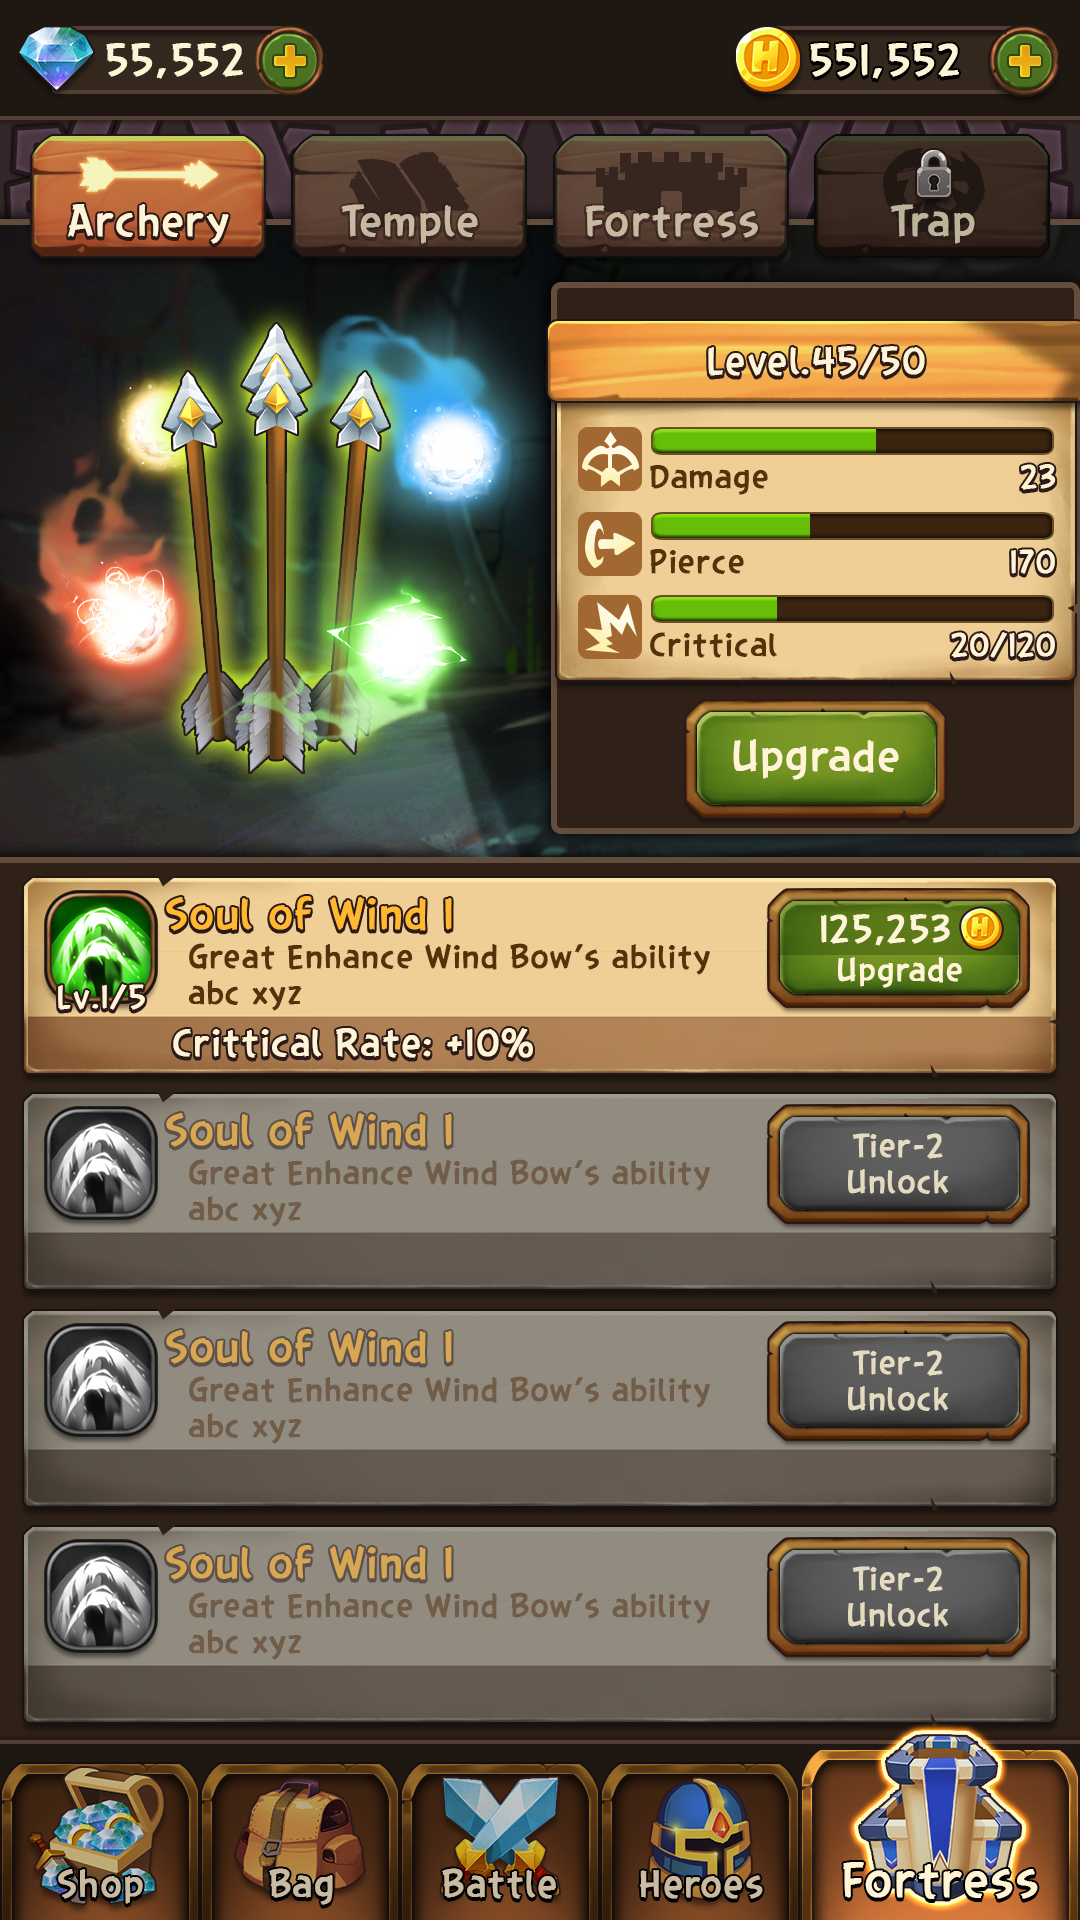 55,552
551,552
Archery
Temple
Fortress
Trap
Level.45/50
Damage 23
Pierce 170
Crittical 20/120
Upgrade
Soul of Wind I
Great Enhance Wind Bow's ability
abc xyz
Lv.1/5
125,253
Upgrade
Crittical Rate: +10%
Soul of Wind I
Great Enhance Wind Bow's ability
abc xyz
Tier-2
Unlock
Soul of Wind I
Great Enhance Wind Bow's ability
abc xyz
Tier-2
Unlock
Soul of Wind I
Great Enhance Wind Bow's ability
abc xyz
Tier-2
Unlock
Shop
Bag
Battle
Heroes
Fortress